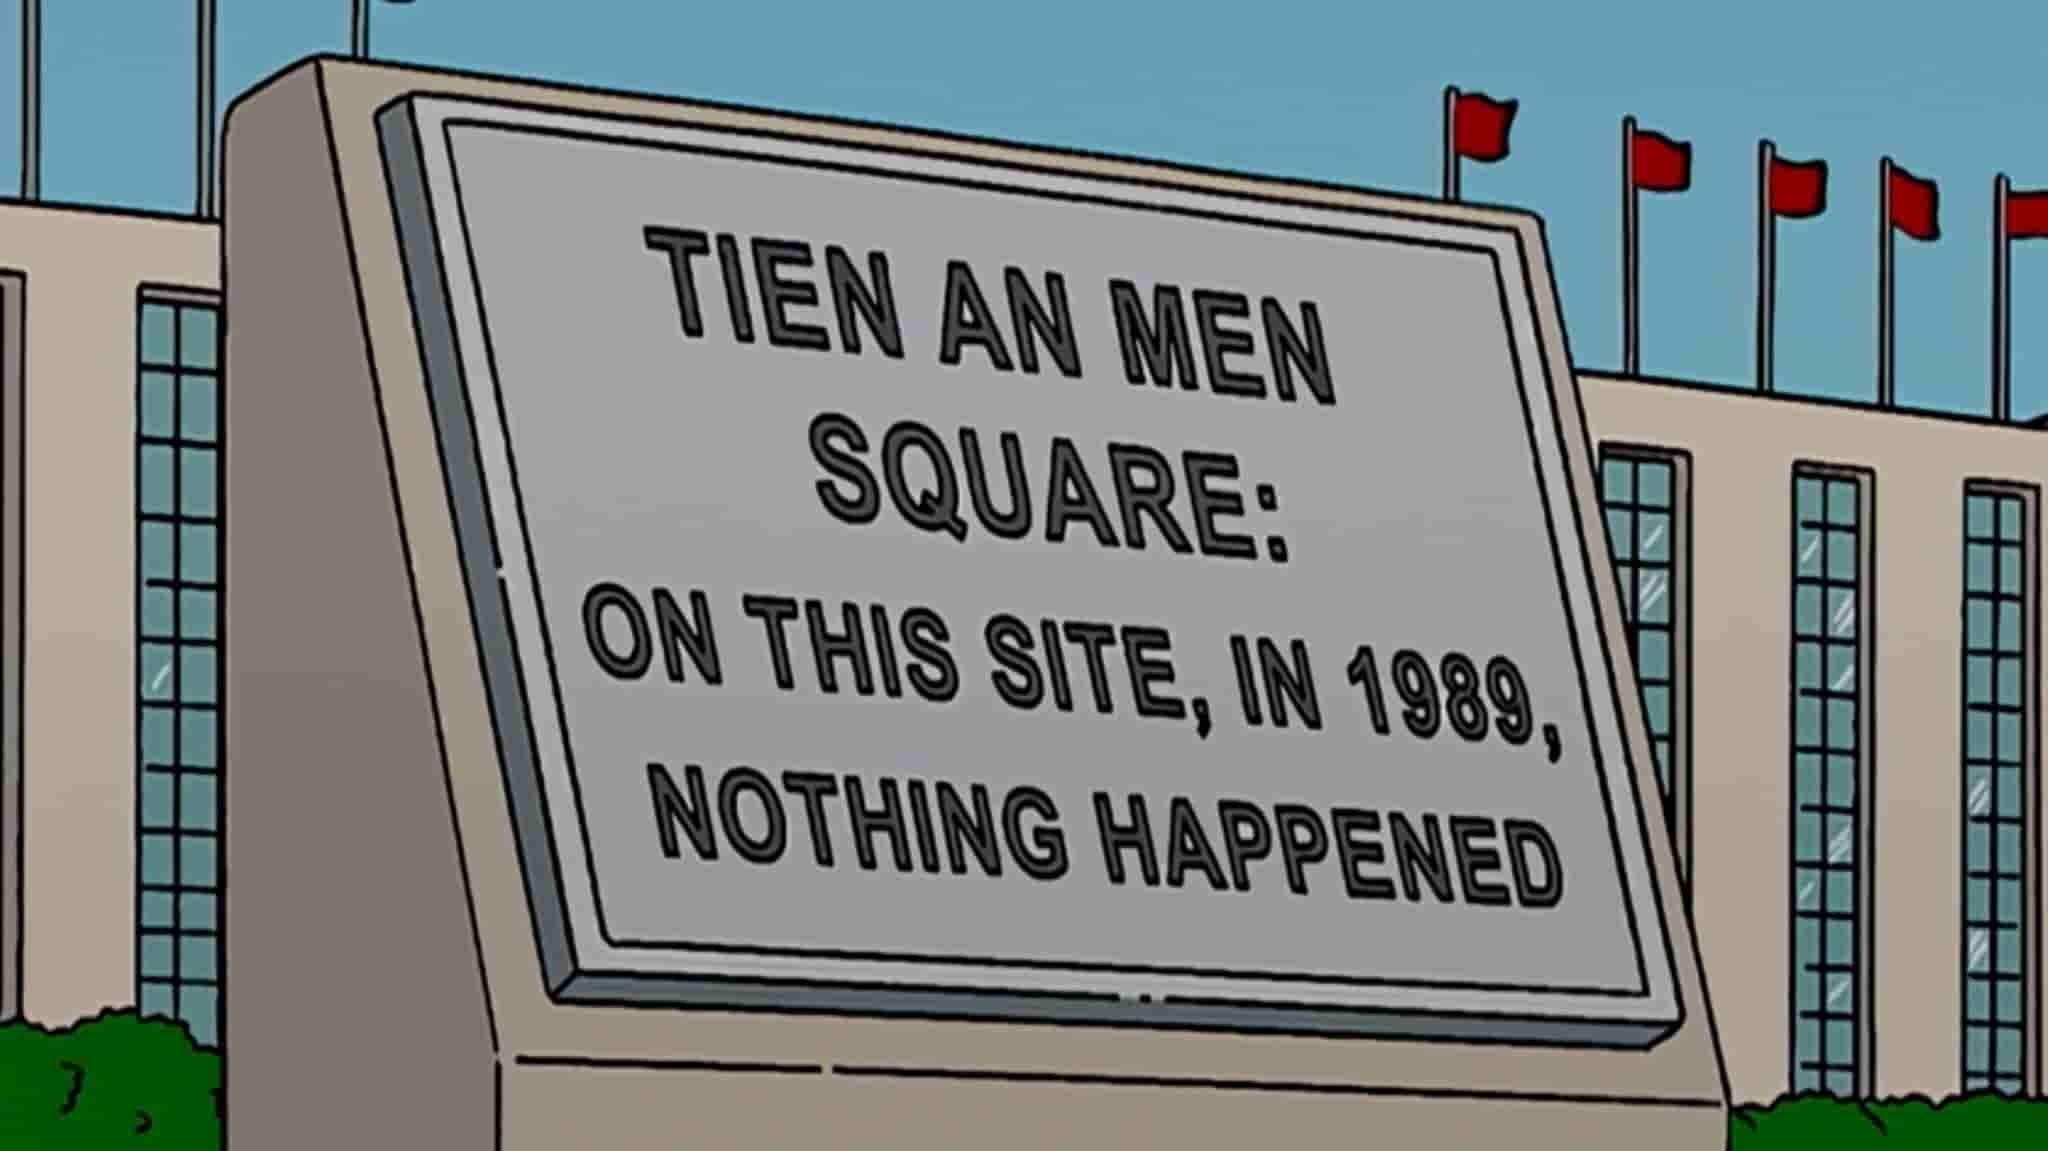 TIEN AN MEN
SQUARE:
ON THIS SITE, IN 1989,
NOTHING HAPPENED